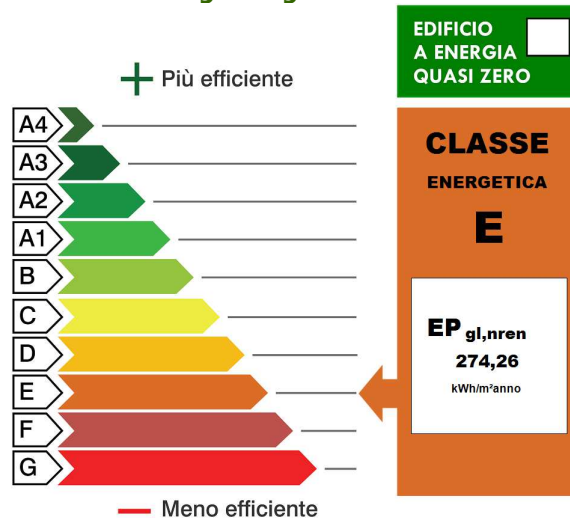 EDIFICIO
A ENERGIA
QUASI ZERO
Più efficiente
A4
A3
A2
A1
B
C
D
E
F
G
Meno efficiente
CLASSE
ENERGETICA
E
EP gl,nren
274,26
kWh/m²anno